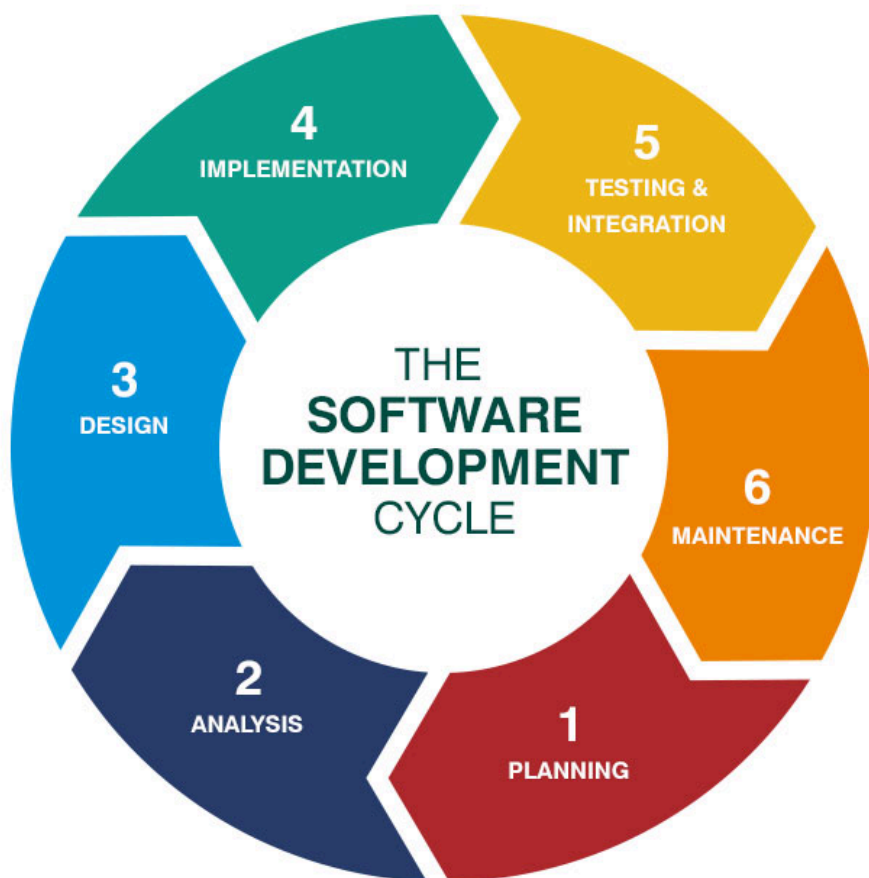 THE
SOFTWARE
DEVELOPMENT
CYCLE
1
PLANNING
2
ANALYSIS
3
DESIGN
4
IMPLEMENTATION
5
TESTING &
INTEGRATION
6
MAINTENANCE